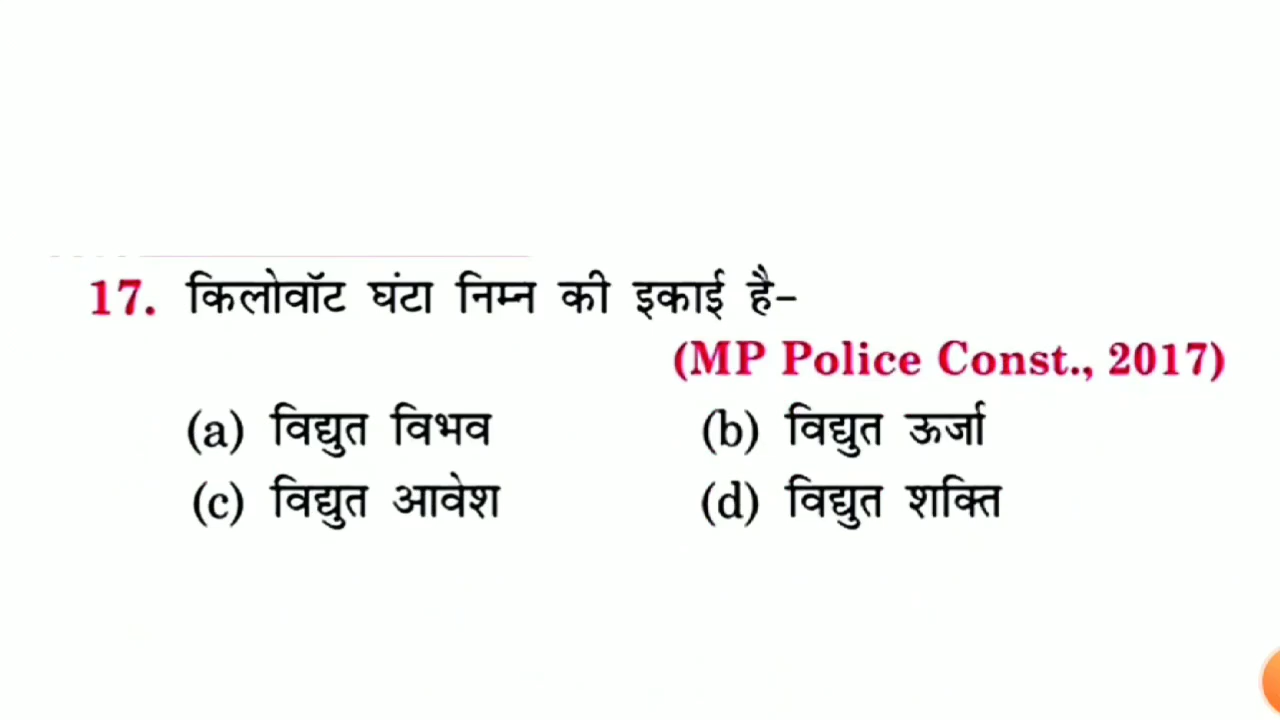 17. किलोवॉट घंटा निम्न की इकाई है–
(MP Police Const., 2017)
(a) विद्युत विभव (b) विद्युत ऊर्जा
(c) विद्युत आवेश (d) विद्युत शक्ति